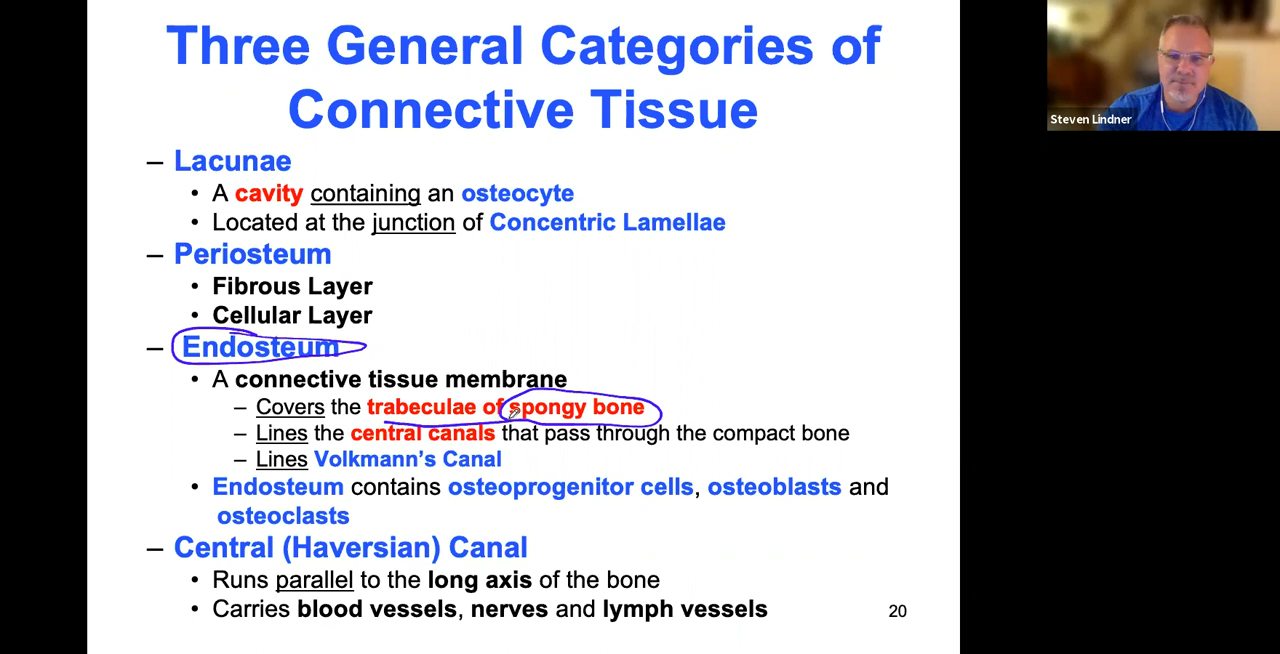 Three General Categories of
Connective Tissue
– Lacunae
• A cavity containing an osteocyte
• Located at the junction of Concentric Lamellae
– Periosteum
• Fibrous Layer
• Cellular Layer
– Endosteum
• A connective tissue membrane
– Covers the trabeculae of spongy bone
– Lines the central canals that pass through the compact bone
– Lines Volkmann’s Canal
• Endosteum contains osteoprogenitor cells, osteoblasts and
osteoclasts
– Central (Haversian) Canal
• Runs parallel to the long axis of the bone
• Carries blood vessels, nerves and lymph vessels
20
Steven Lindner